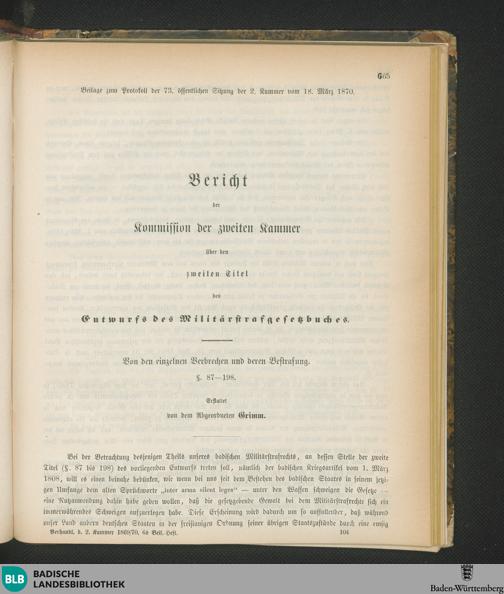 665
Beilage zum Protokoll der 73. öffentlichen Sitzung der 2. Kammer vom 18. März 1870.
Bericht
der
Kommission der zweiten Kammer
über den
zweiten Titel
des
Entwurfs des Militärstrafgesetzbuches.
Von den einzelnen Verbrechen und deren Bestrafung.
§. 87—198.
Erstattet
von dem Abgeordneten Grimm.
Bei der Betrachtung desjenigen Theils unseres badischen Militärstrafrechts, an dessen Stelle der zweite
Titel (§. 87 bis 198) des vorliegenden Entwurfs treten soll, nämlich der badischen Kriegsartikel vom 1. März
1808, will es einen beinahe bedünken, wie wenn bei uns seit dem Bestehen des badischen Staates in seinem jetzi-
gen Umfange dem alten Sprüchworte „inter arma silent leges“ — unter den Waffen schweigen die Gesetze —
eine Nutzanwendung dahin habe geben wollen, daß die gesetzgebende Gewalt bei dem Militärstrafrechte sich ein
immerwährendes Schweigen aufzuerlegen habe. Diese Erscheinung wird dadurch um so auffallender, daß während
unser Land andern deutschen Staaten in der freisinnigen Ordnung seiner übrigen Staatszustände durch eine emsig
Verhandl. d. 2. Kammer 1869/70. 6s Beil.-Heft. 104
BLB BADISCHE
LANDESBIBLIOTHEK
Baden-Württemberg